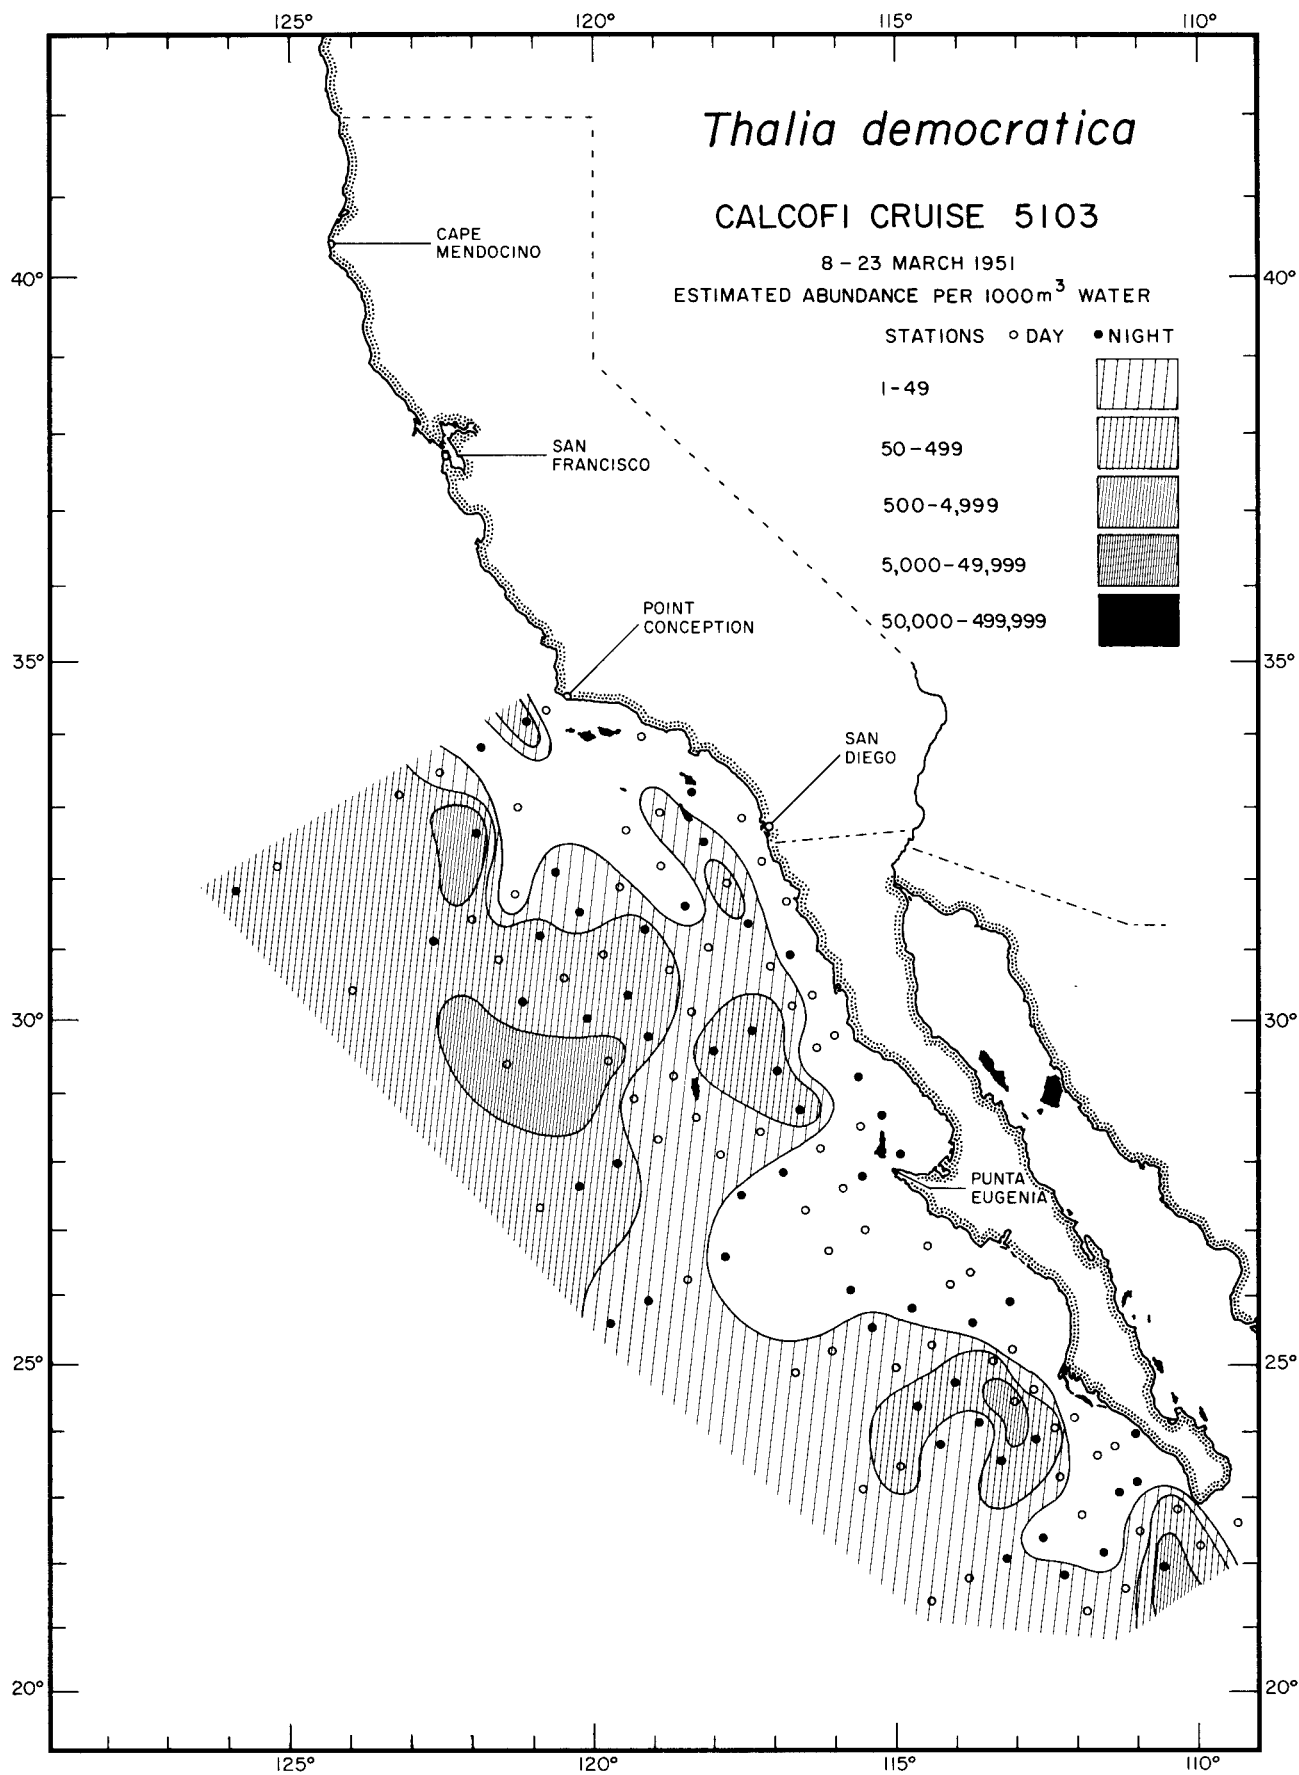 125° 120° 115° 110°
Thalia democratica
CALCOFI CRUISE 5103
8-23 MARCH 1951
ESTIMATED ABUNDANCE PER 1000m³ WATER
STATIONS ○ DAY ● NIGHT
1-49
50-499
500-4,999
5,000-49,999
50,000-499,999
CAPE
MENDOCINO
40° 40°
SAN
FRANCISCO
POINT
CONCEPTION
35° 35°
SAN
DIEGO
30° 30°
PUNTA
EUGENIA
25° 25°
20° 20°
125° 120° 115° 110°